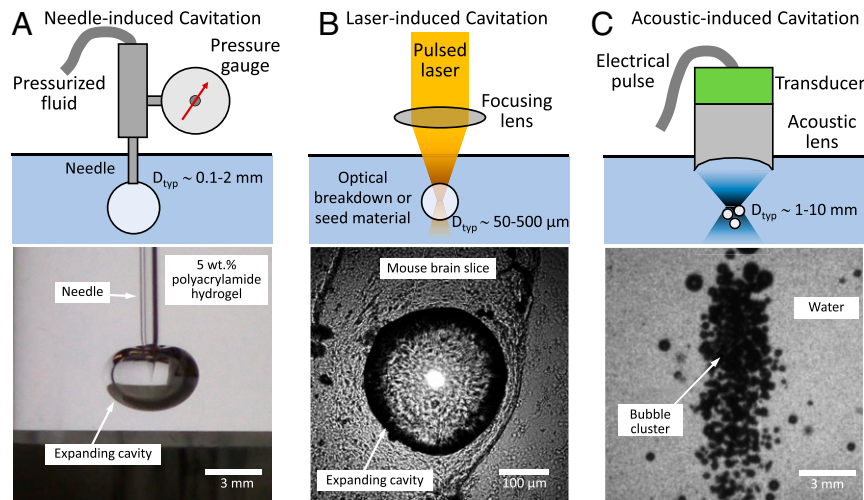 A Needle-induced Cavitation
Pressurized
fluid
Pressure
gauge
Needle
D_typ ~ 0.1-2 mm
Needle
5 wt.%
polyacrylamide
hydrogel
Expanding cavity
3 mm
B Laser-induced Cavitation
Pulsed
laser
Focusing
lens
Optical
breakdown or
seed material
D_typ ~ 50-500 µm
Mouse brain slice
Expanding cavity
100 µm
C Acoustic-induced Cavitation
Electrical
pulse
Transducer
Acoustic
lens
D_typ ~ 1-10 mm
Water
Bubble
cluster
3 mm